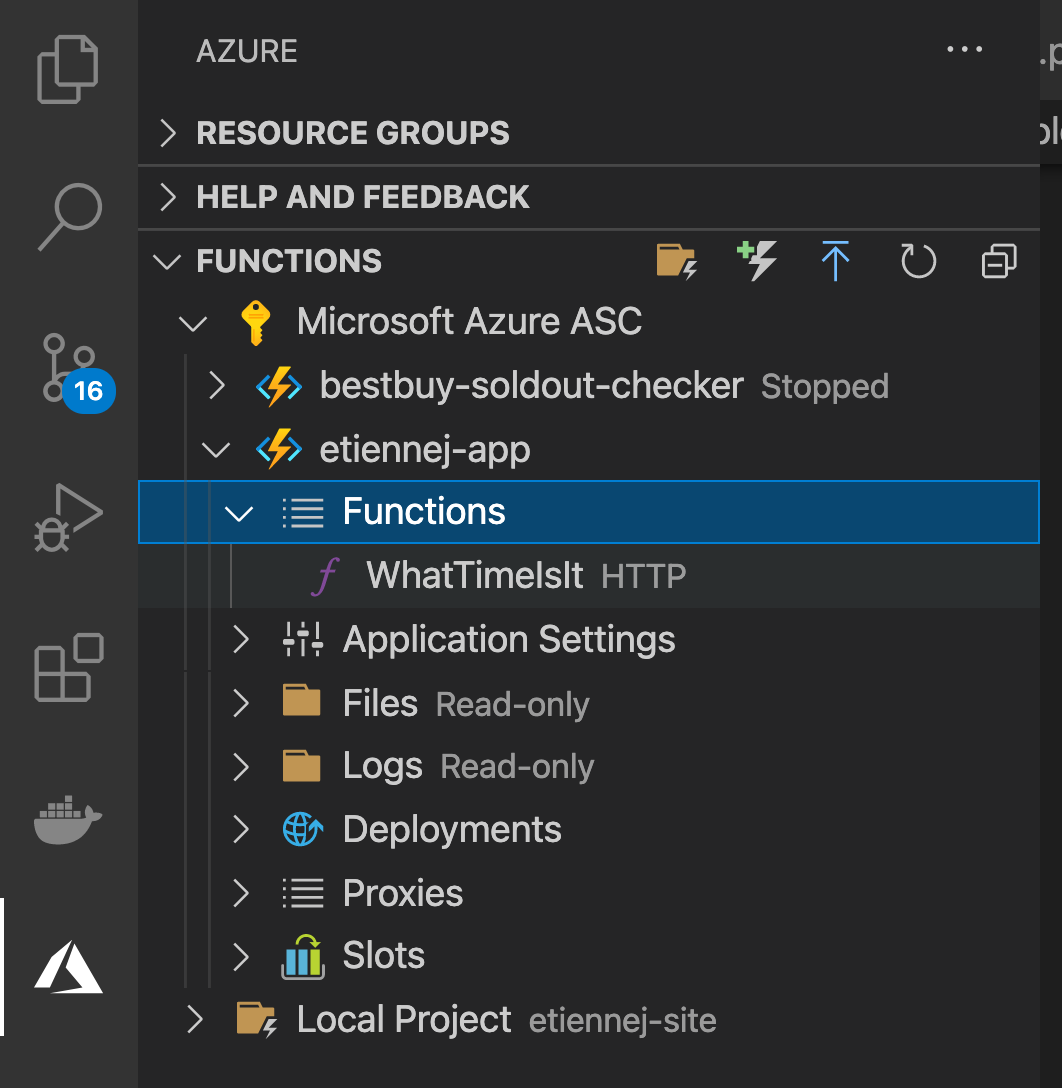 AZURE
RESOURCE GROUPS
HELP AND FEEDBACK
FUNCTIONS
Microsoft Azure ASC
bestbuy-soldout-checker Stopped
16
etiennej-app
Functions
WhatTimeIsIt HTTP
Application Settings
Files Read-only
Logs Read-only
Deployments
Proxies
Slots
Local Project etiennej-site